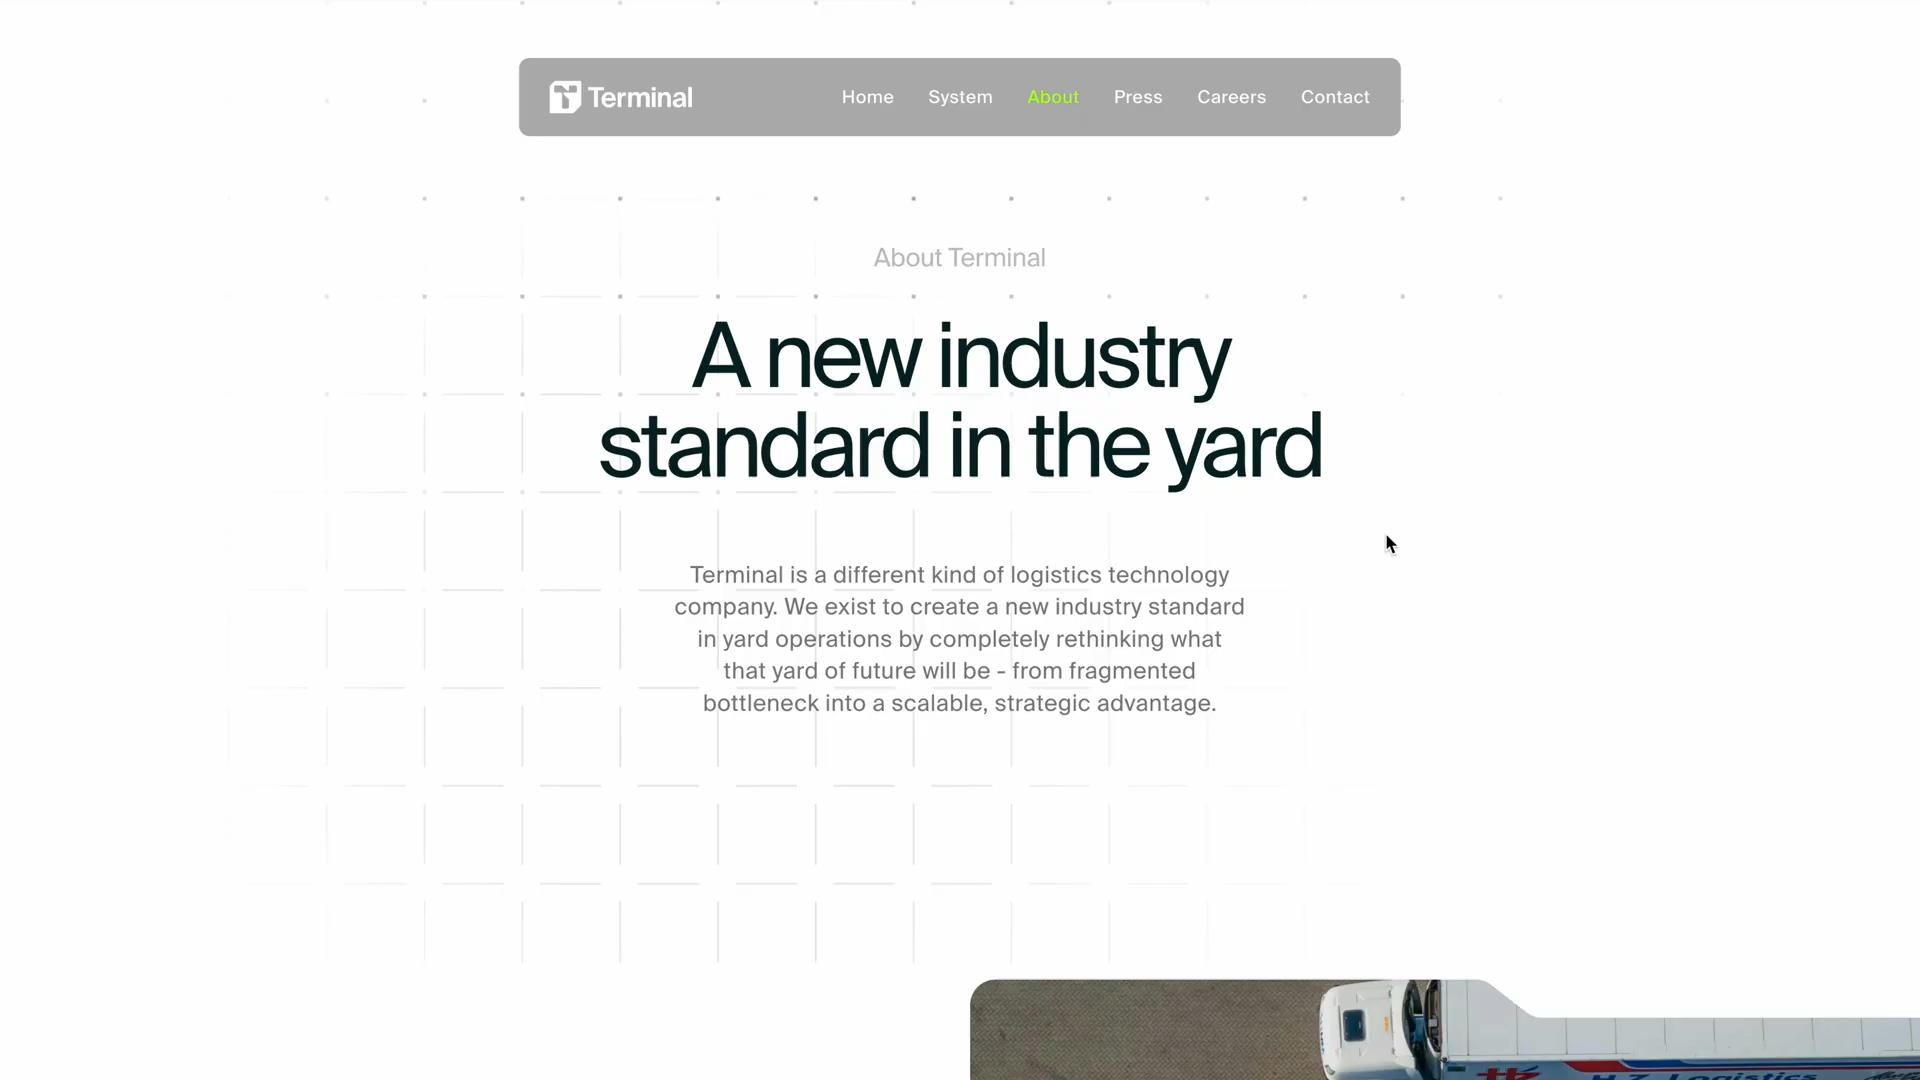 Terminal
Home System About Press Careers Contact
About Terminal
A new industry
standard in the yard
Terminal is a different kind of logistics technology
company. We exist to create a new industry standard
in yard operations by completely rethinking what
that yard of future will be - from fragmented
bottleneck into a scalable, strategic advantage.
H.Z. Logistics